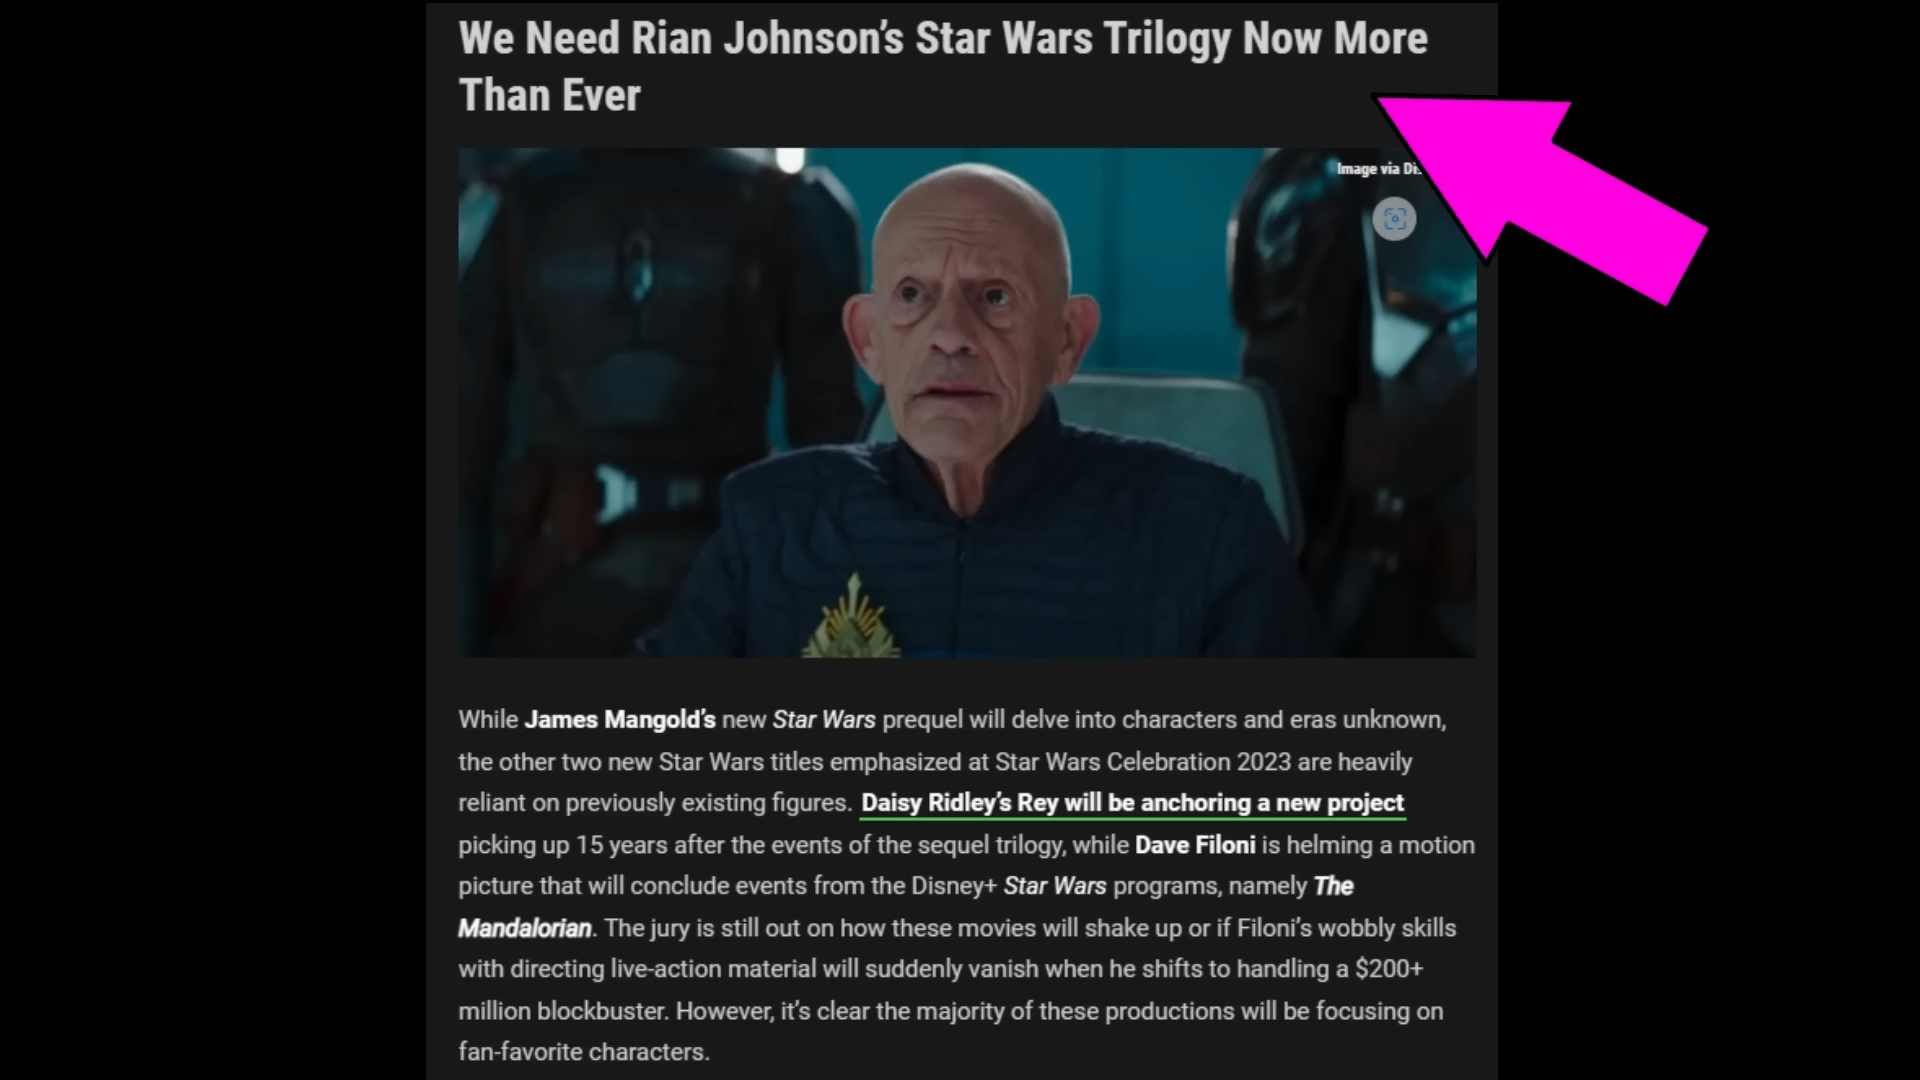 We Need Rian Johnson’s Star Wars Trilogy Now More
Than Ever
Image via
While James Mangold’s new Star Wars prequel will delve into characters and eras unknown,
the other two new Star Wars titles emphasized at Star Wars Celebration 2023 are heavily
reliant on previously existing figures. Daisy Ridley’s Rey will be anchoring a new project
picking up 15 years after the events of the sequel trilogy, while Dave Filoni is helming a motion
picture that will conclude events from the Disney+ Star Wars programs, namely The
Mandalorian. The jury is still out on how these movies will shake up or if Filoni’s wobbly skills
with directing live-action material will suddenly vanish when he shifts to handling a $200+
million blockbuster. However, it’s clear the majority of these productions will be focusing on
fan-favorite characters.